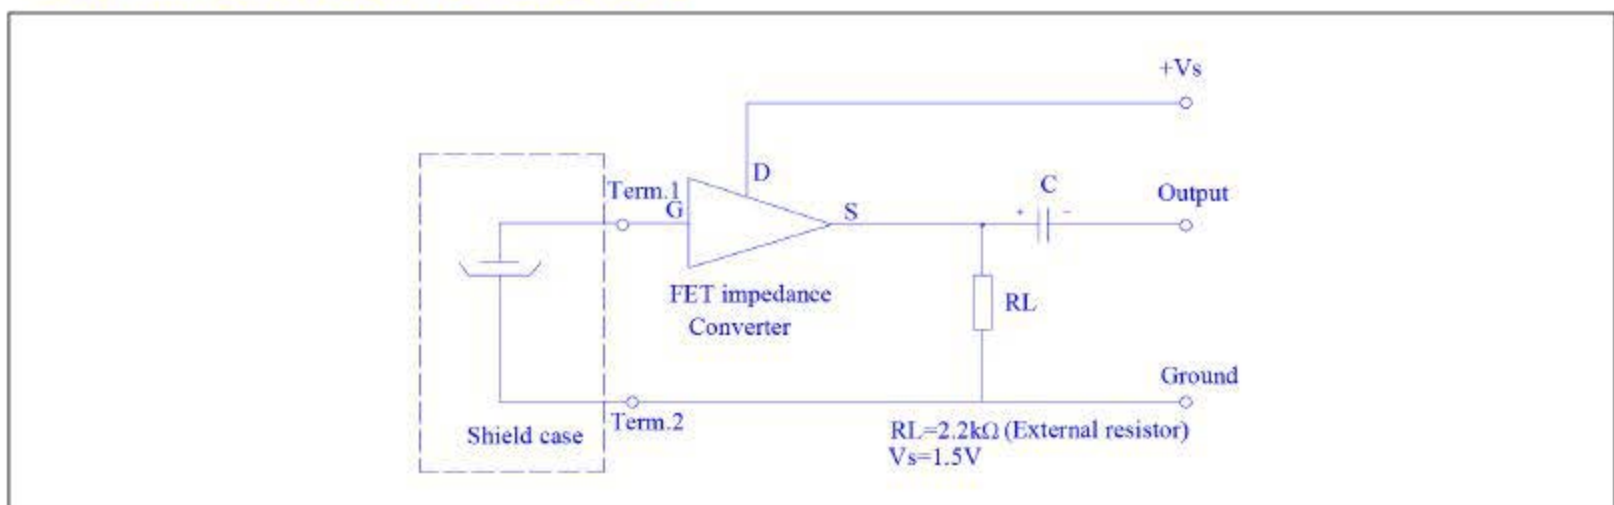 +Vs
D
Term.1
G
S
+
C
−
Output
FET impedance
Converter
RL
Ground
Term.2
Shield case
RL=2.2kΩ (External resistor)
Vs=1.5V